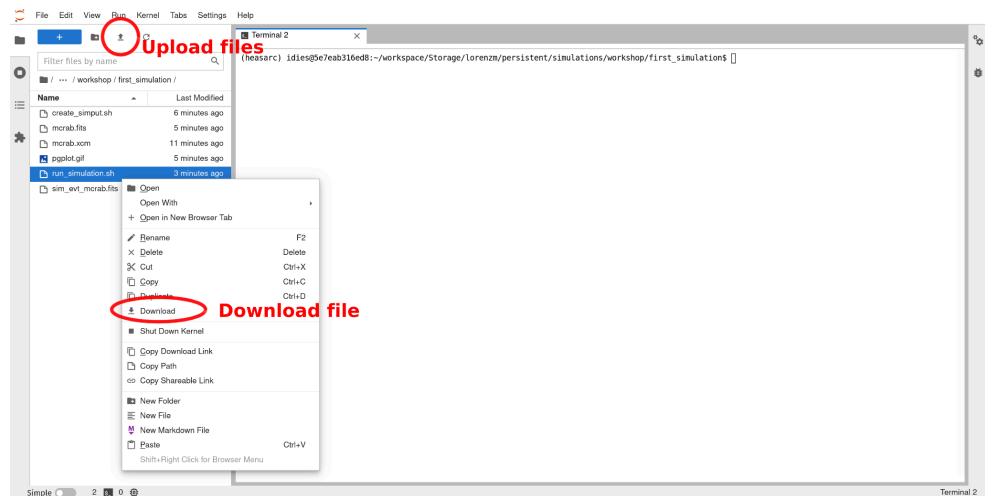 File Edit View Run Kernel Tabs Settings Help
Terminal 2
Upload files
Filter files by name
(heasarc) idies@5e7eab316ed8:~/workspace/Storage/lorenzm/persistent/simulations/workshop/first_simulation$
/ ··· / workshop / first_simulation /
Name Last Modified
create_simput.sh 6 minutes ago
mcrab.fits 5 minutes ago
mcrab.xcm 11 minutes ago
pgplot.gif 5 minutes ago
run_simulation.sh 3 minutes ago
sim_evt_mcrab.fits
Open
Open With
Open in New Browser Tab
Rename F2
Delete Delete
Cut Ctrl+X
Copy Ctrl+C
Duplicate Ctrl+D
Download
Download file
Shut Down Kernel
Copy Download Link
Copy Path
Copy Shareable Link
New Folder
New File
New Markdown File
Paste Ctrl+V
Shift+Right Click for Browser Menu
Simple 2 0 Terminal 2